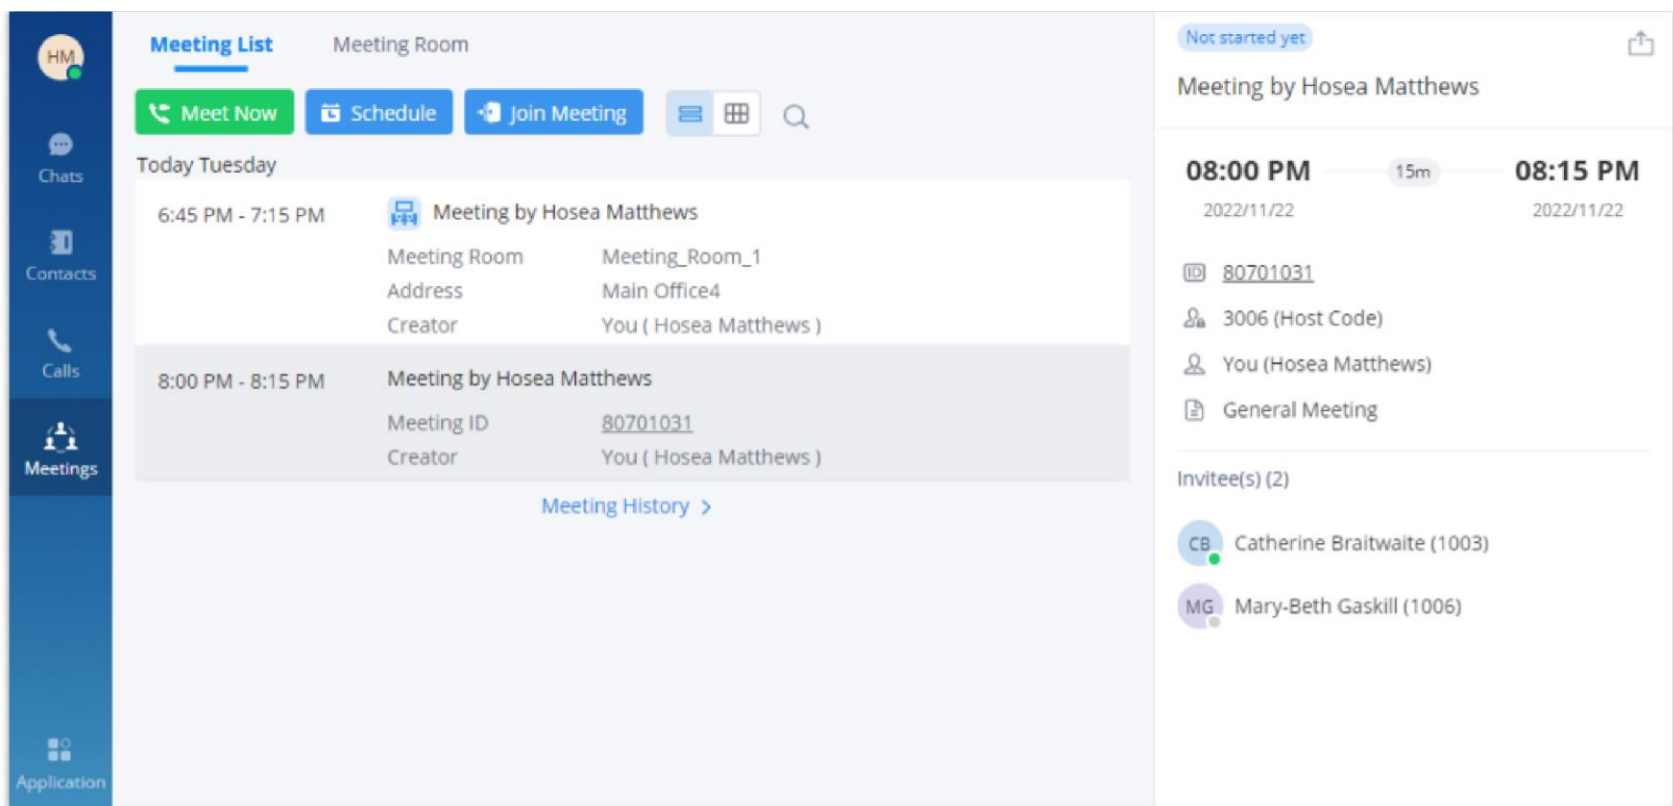 HM
Chats
Contacts
Calls
Meetings
Application
Meeting List Meeting Room
Meet Now Schedule Join Meeting
Today Tuesday
6:45 PM - 7:15 PM Meeting by Hosea Matthews
Meeting Room Meeting_Room_1
Address Main Office4
Creator You ( Hosea Matthews )
8:00 PM - 8:15 PM Meeting by Hosea Matthews
Meeting ID 80701031
Creator You ( Hosea Matthews )
Meeting History >
Not started yet
Meeting by Hosea Matthews
08:00 PM 15m 08:15 PM
2022/11/22 2022/11/22
ID 80701031
3006 (Host Code)
You (Hosea Matthews)
General Meeting
Invitee(s) (2)
CB Catherine Braitwaite (1003)
MG Mary-Beth Gaskill (1006)